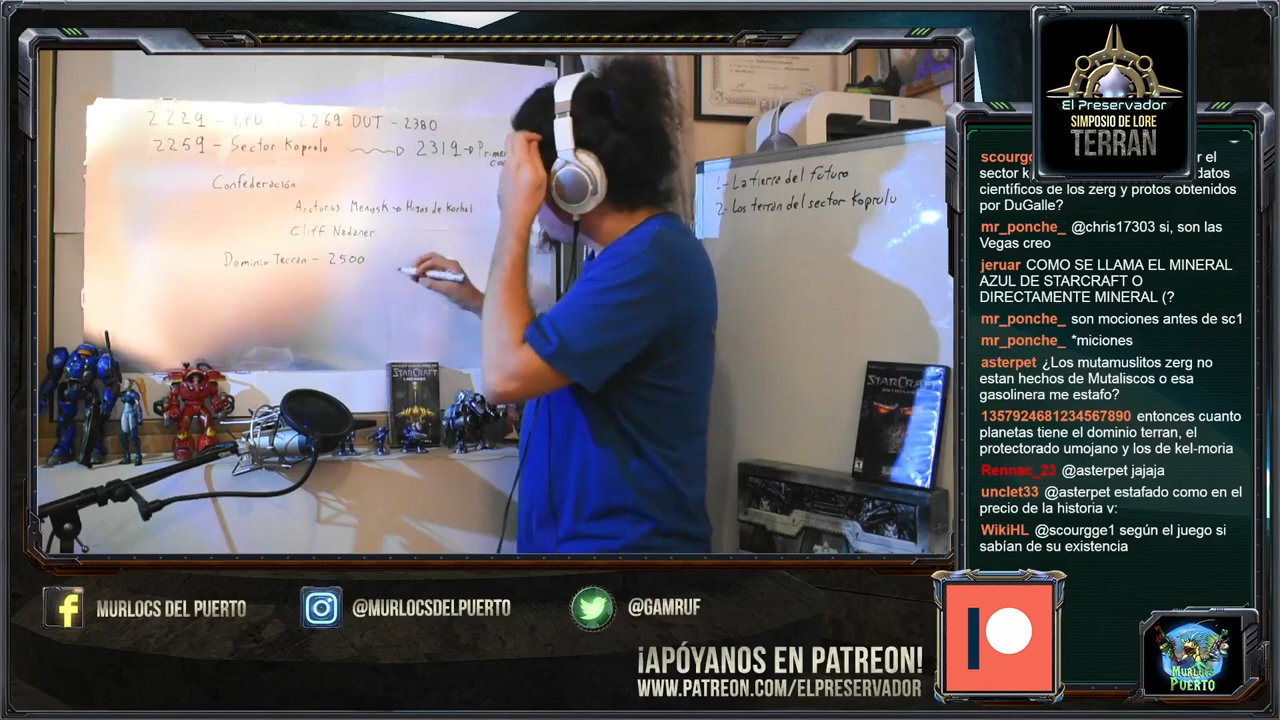 2229 - CPU 2269 DUT - 2380
2259 - Sector Koprulu → 2319 → Primer
Confederación
Arcturus Mengsk → Hijos de Korhal
Cliff Nadaner
Dominio Terran - 2500
1- La tierra del futuro
2- Los terran del sector Koprulu
STARCRAFT
STARCRAFT
El Preservador
SIMPOSIO DE LORE
TERRAN
scourg r el
sector k datos
científicos de los zerg y protos obtenidos
por DuGalle?
mr_ponche_ @chris17303 si, son las
Vegas creo
jeruar COMO SE LLAMA EL MINERAL
AZUL DE STARCRAFT O
DIRECTAMENTE MINERAL (?
mr_ponche_ son mociones antes de sc1
mr_ponche_ *miciones
asterpet ¿Los mutamuslitos zerg no
estan hechos de Mutaliscos o esa
gasolinera me estafo?
1357924681234567890 entonces cuanto
planetas tiene el dominio terran, el
protectorado umojano y los de kel-moria
Rennac_23 @asterpet jajaja
unclet33 @asterpet estafado como en el
precio de la historia v:
WikiHL @scourgge1 según el juego si
sabían de su existencia
MURLOCS DEL PUERTO
@MURLOCSDELPUERTO
@GAMRUF
¡APÓYANOS EN PATREON!
WWW.PATREON.COM/ELPRESERVADOR
MURLOCS
PUERTO